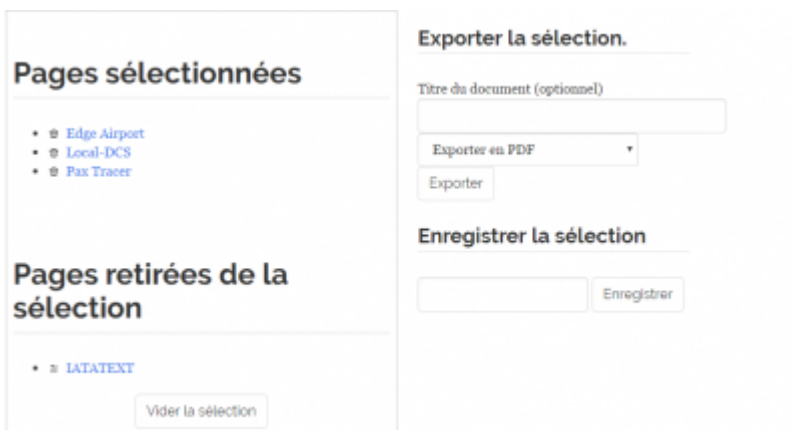 Pages sélectionnées
Edge Airport
Local-DCS
Pax Tracer
Pages retirées de la
sélection
IATATEXT
Vider la sélection
Exporter la sélection.
Titre du document (optionnel)
Exporter en PDF
Exporter
Enregistrer la sélection
Enregistrer